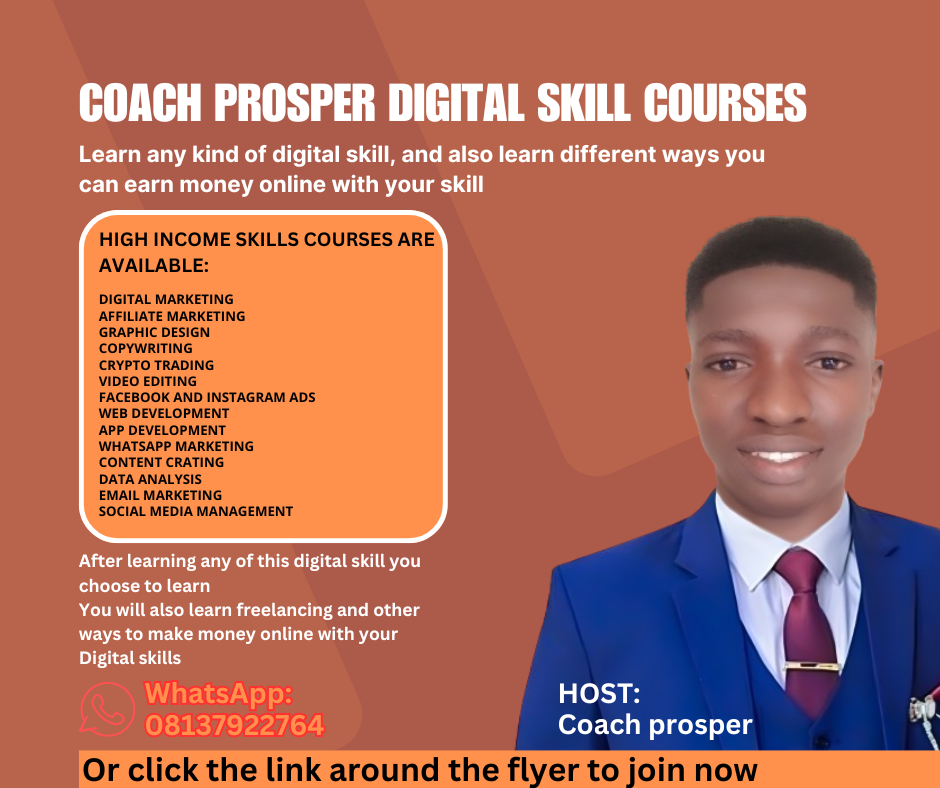 COACH PROSPER DIGITAL SKILL COURSES
Learn any kind of digital skill, and also learn different ways you
can earn money online with your skill
HIGH INCOME SKILLS COURSES ARE
AVAILABLE:
DIGITAL MARKETING
AFFILIATE MARKETING
GRAPHIC DESIGN
COPYWRITING
CRYPTO TRADING
VIDEO EDITING
FACEBOOK AND INSTAGRAM ADS
WEB DEVELOPMENT
APP DEVELOPMENT
WHATSAPP MARKETING
CONTENT CRATING
DATA ANALYSIS
EMAIL MARKETING
SOCIAL MEDIA MANAGEMENT
After learning any of this digital skill you
choose to learn
You will also learn freelancing and other
ways to make money online with your
Digital skills
WhatsApp:
08137922764
HOST:
Coach prosper
Or click the link around the flyer to join now